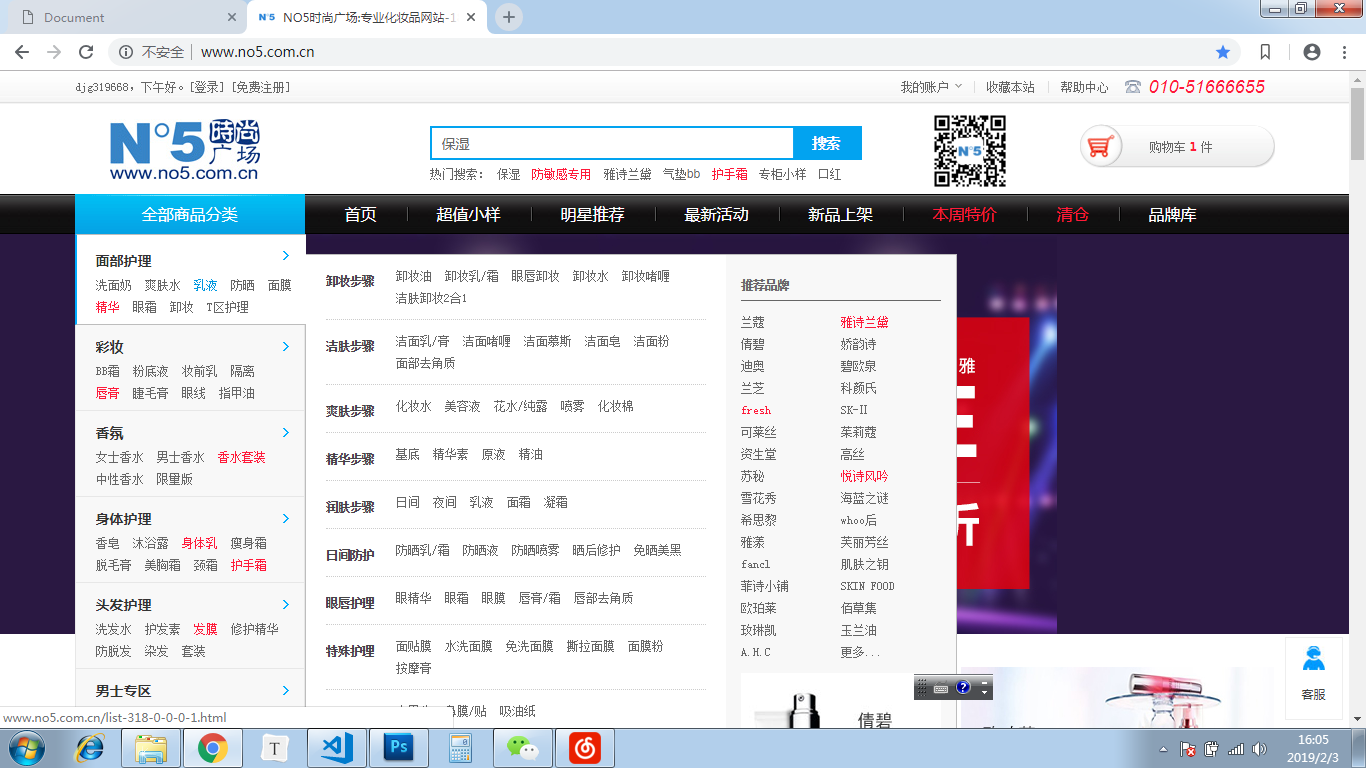 Document
NO5时尚广场:专业化妆品网站-1
不安全 www.no5.com.cn
djg319668，下午好。[登录] [免费注册]
我的账户 收藏本站 帮助中心 010-51666655
N°5時尚广场
www.no5.com.cn
保湿 搜索
热门搜索： 保湿 防敏感专用 雅诗兰黛 气垫bb 护手霜 专柜小样 口红
N°5
购物车 1 件
全部商品分类 首页 超值小样 明星推荐 最新活动 新品上架 本周特价 清仓 品牌库
面部护理
洗面奶 爽肤水 乳液 防晒 面膜
精华 眼霜 卸妆 T区护理
彩妆
BB霜 粉底液 妆前乳 隔离
唇膏 睫毛膏 眼线 指甲油
香氛
女士香水 男士香水 香水套装
中性香水 限量版
身体护理
香皂 沐浴露 身体乳 瘦身霜
脱毛膏 美胸霜 颈霜 护手霜
头发护理
洗发水 护发素 发膜 修护精华
防脱发 染发 套装
男士专区
卸妆步骤 卸妆油 卸妆乳/霜 眼唇卸妆 卸妆水 卸妆啫喱
洁肤卸妆2合1
洁肤步骤 洁面乳/膏 洁面啫喱 洁面慕斯 洁面皂 洁面粉
面部去角质
爽肤步骤 化妆水 美容液 花水/纯露 喷雾 化妆棉
精华步骤 基底 精华素 原液 精油
润肤步骤 日间 夜间 乳液 面霜 凝霜
日间防护 防晒乳/霜 防晒液 防晒喷雾 晒后修护 免晒美黑
眼唇护理 眼精华 眼霜 眼膜 唇膏/霜 唇部去角质
特殊护理 面贴膜 水洗面膜 免洗面膜 撕拉面膜 面膜粉
按摩膏
膜/贴 吸油纸
推荐品牌
兰蔻 雅诗兰黛
倩碧 娇韵诗
迪奥 碧欧泉
兰芝 科颜氏
fresh SK-II
可莱丝 茱莉蔻
资生堂 高丝
苏秘 悦诗风吟
雪花秀 海蓝之谜
希思黎 whoo后
雅漾 芙丽芳丝
fancl 肌肤之钥
菲诗小铺 SKIN FOOD
欧珀莱 佰草集
玫琳凯 玉兰油
A.H.C 更多...
倩碧
雅
客服
www.no5.com.cn/list-318-0-0-0-1.html
T
Ps
16:05
2019/2/3